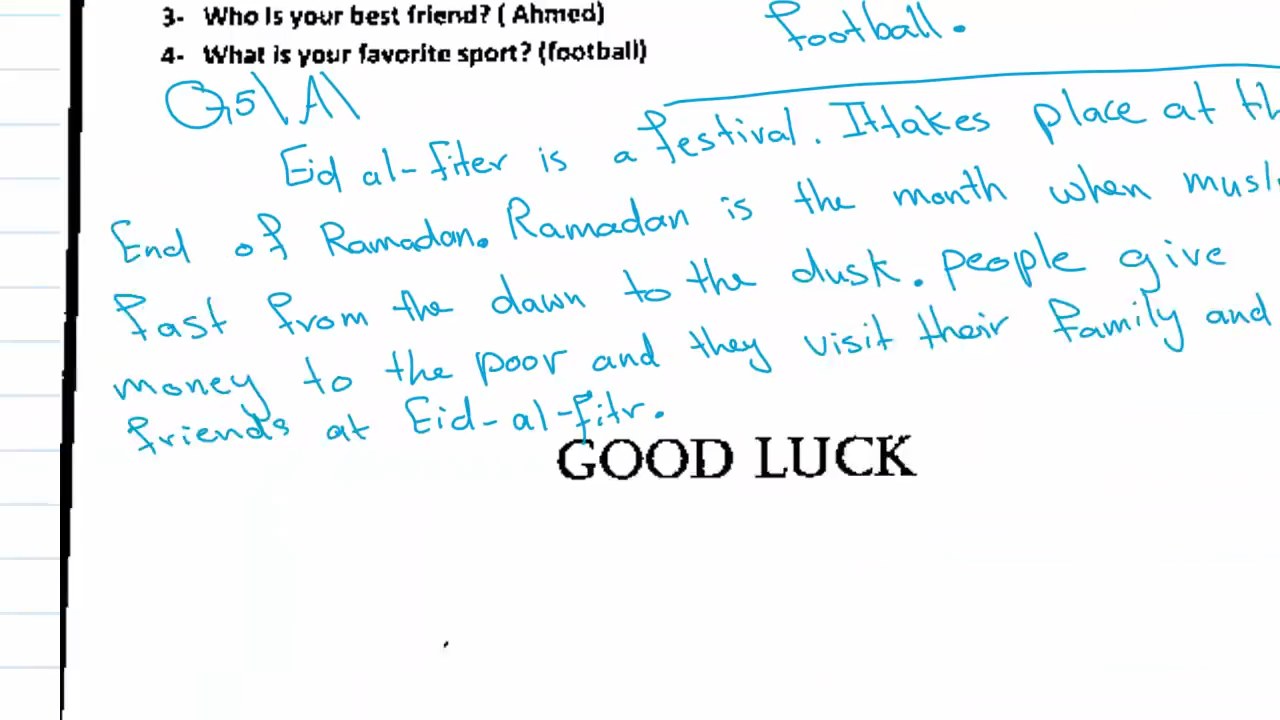 3- Who is your best friend? ( Ahmed)
football.
4- What is your favorite sport? (football)
Q5\A\
Eid al-fiter is a festival. It takes place at th
End of Ramadan. Ramadan is the month when musl
fast from the dawn to the dusk. people give
money to the poor and they visit their family and
friends at Eid-al-fitr.
GOOD LUCK